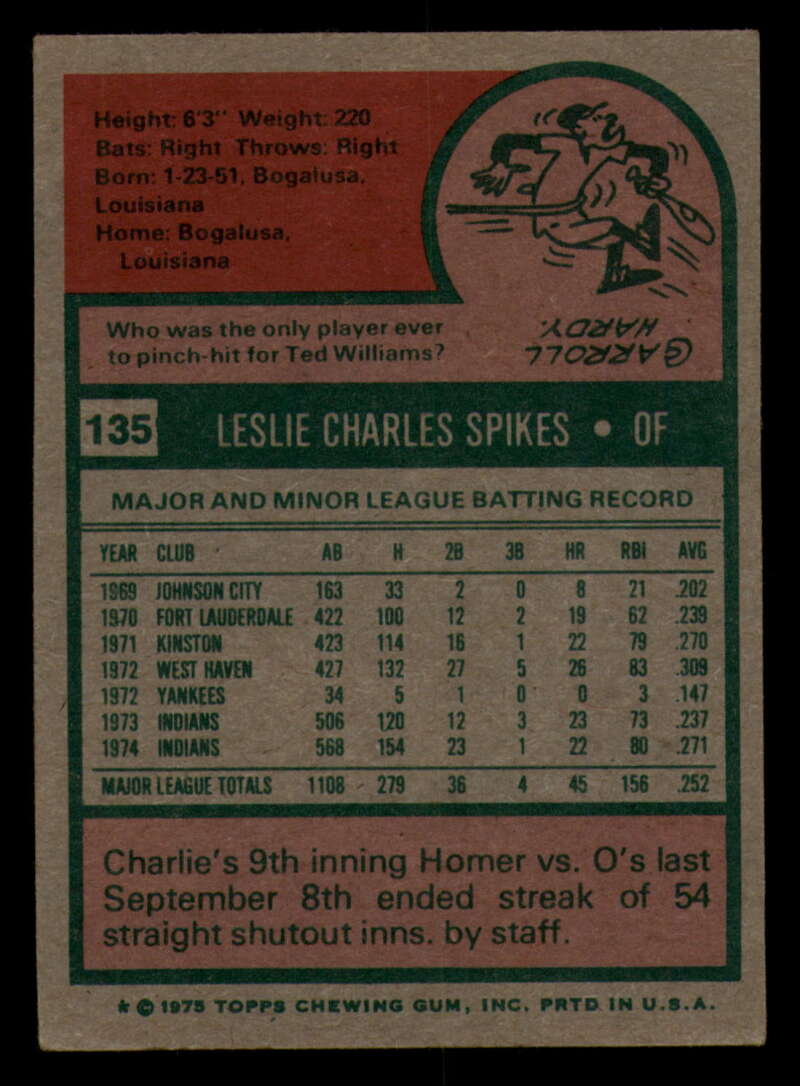 Height: 6'3" Weight: 220
Bats: Right Throws: Right
Born: 1-23-51, Bogalusa,
Louisiana
Home: Bogalusa,
Louisiana
Who was the only player ever
to pinch-hit for Ted Williams?
GARROLL
HARDY.
135 LESLIE CHARLES SPIKES • OF
MAJOR AND MINOR LEAGUE BATTING RECORD
YEAR CLUB AB H 2B 3B HR RBI AVG
1969 JOHNSON CITY 163 33 2 0 8 21 .202
1970 FORT LAUDERDALE 422 100 12 2 19 62 .239
1971 KINSTON 423 114 16 1 22 79 .270
1972 WEST HAVEN 427 132 27 5 26 83 .309
1972 YANKEES 34 5 1 0 0 3 .147
1973 INDIANS 506 120 12 3 23 73 .237
1974 INDIANS 568 154 23 1 22 80 .271
MAJOR LEAGUE TOTALS 1108 279 36 4 45 156 .252
Charlie's 9th inning Homer vs. O's last
September 8th ended streak of 54
straight shutout inns. by staff.
* © 1975 TOPPS CHEWING GUM, INC. PRTD. IN U.S.A.